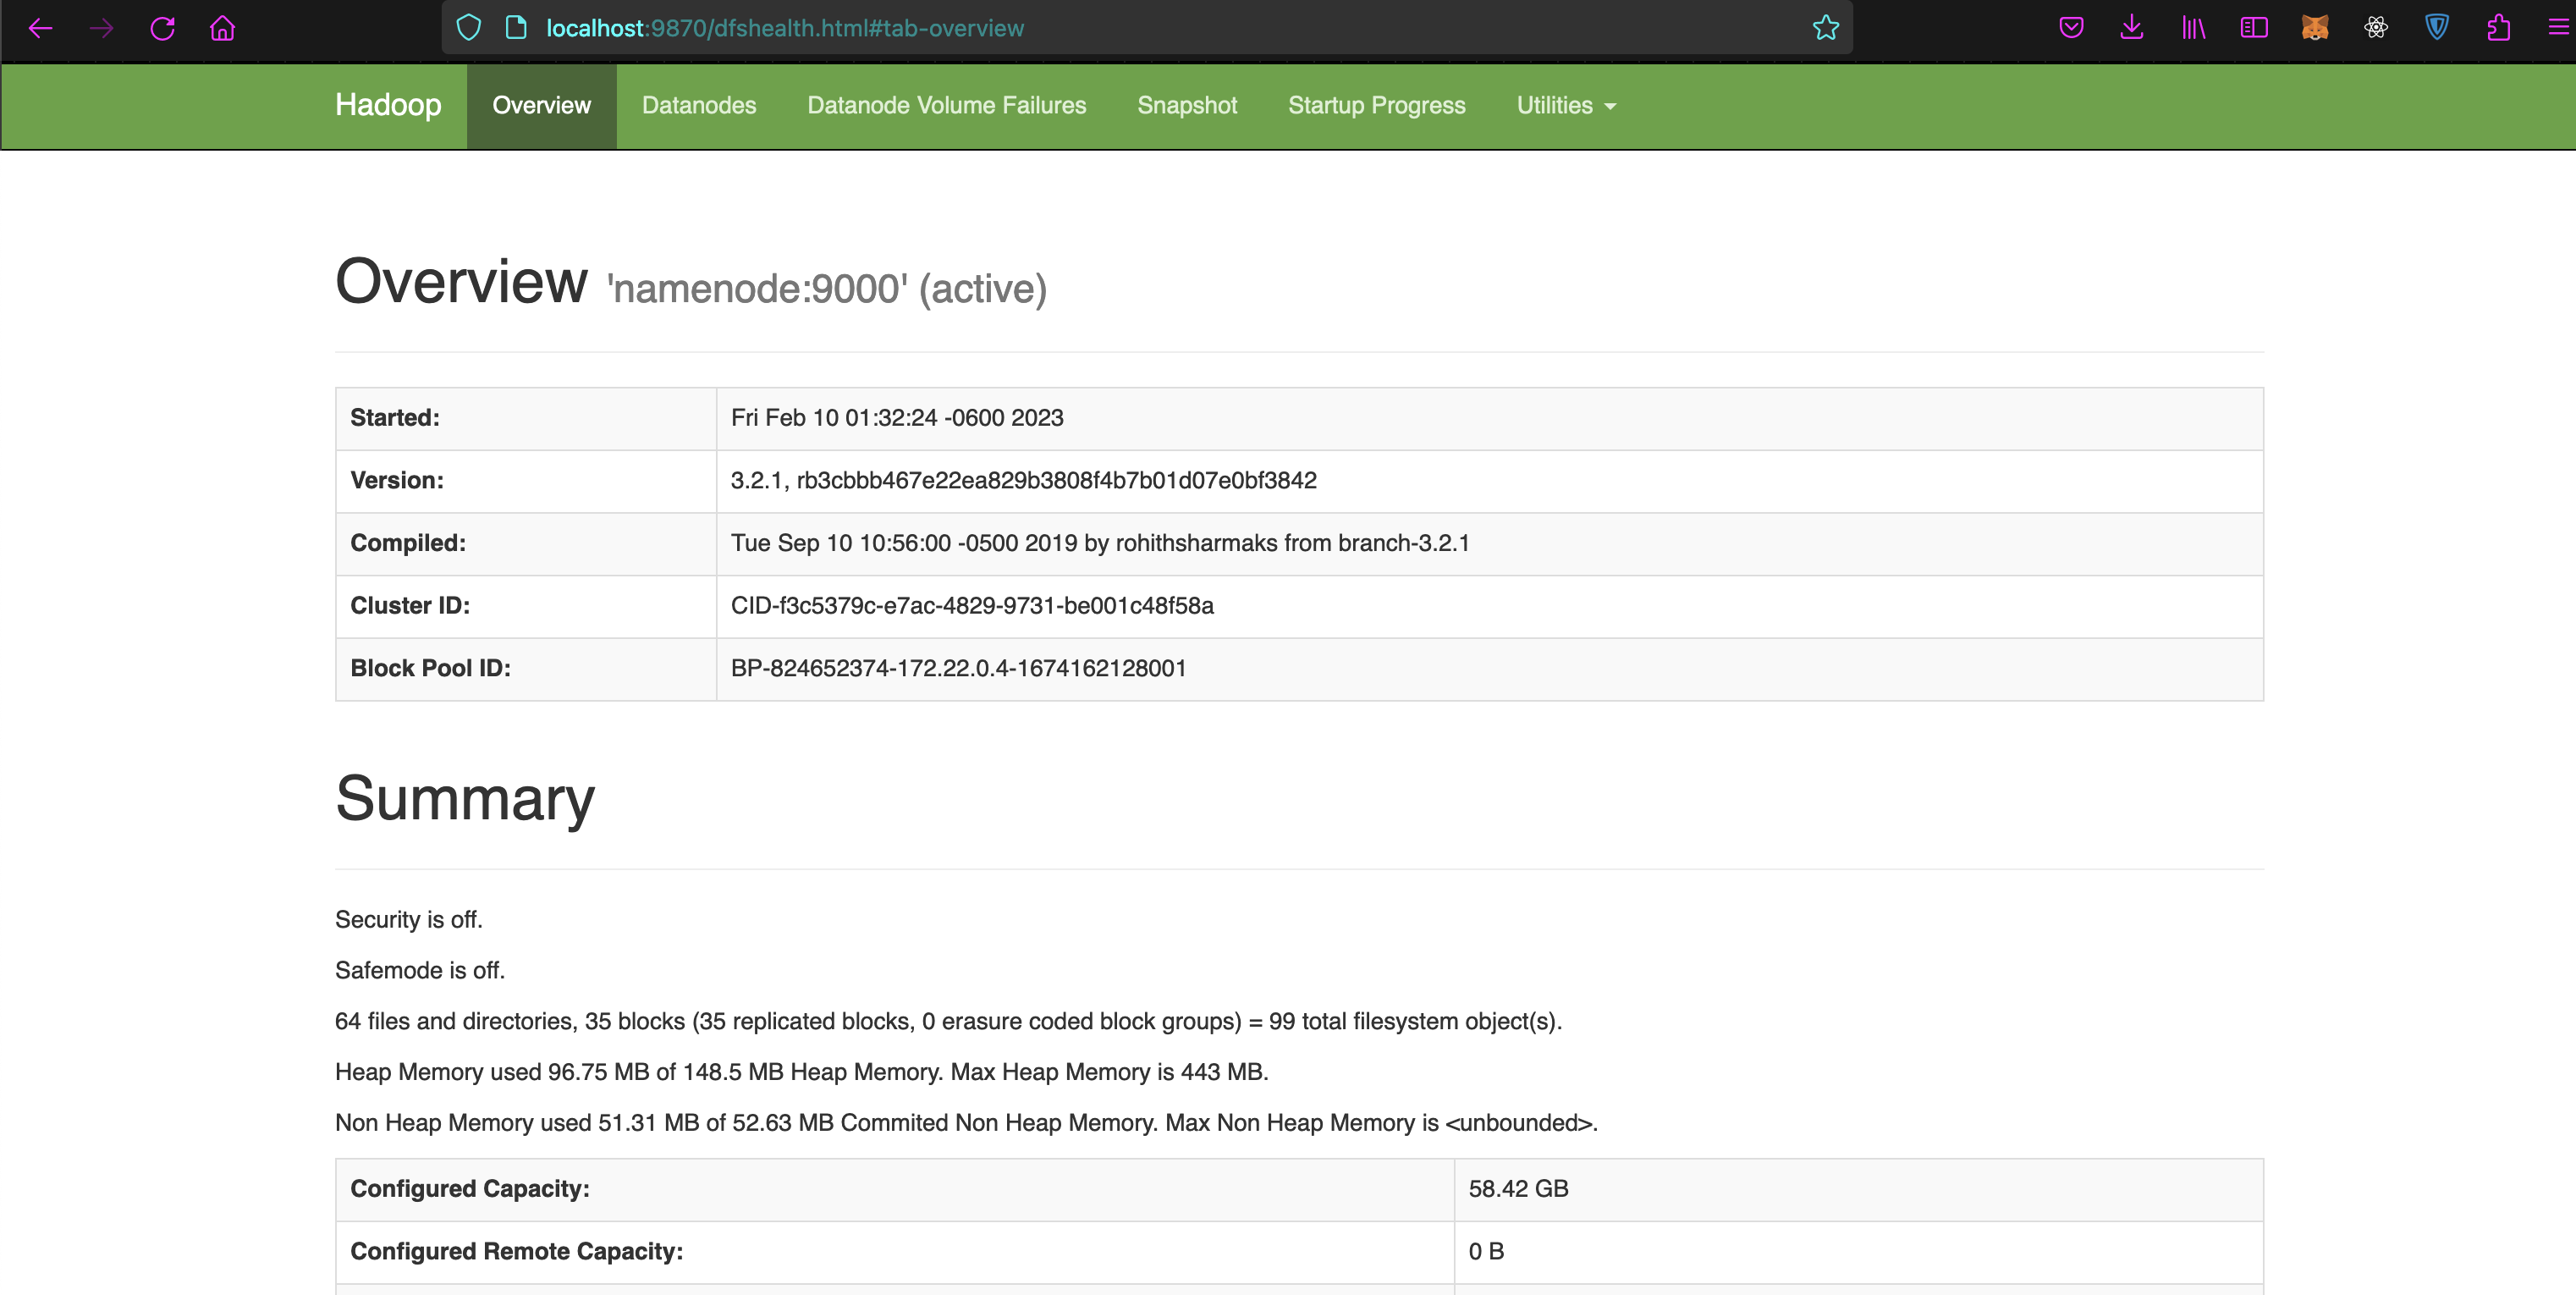 localhost:9870/dfshealth.html#tab-overview
Hadoop Overview Datanodes Datanode Volume Failures Snapshot Startup Progress Utilities
Overview 'namenode:9000' (active)
Started: Fri Feb 10 01:32:24 -0600 2023
Version: 3.2.1, rb3cbbb467e22ea829b3808f4b7b01d07e0bf3842
Compiled: Tue Sep 10 10:56:00 -0500 2019 by rohithsharmaks from branch-3.2.1
Cluster ID: CID-f3c5379c-e7ac-4829-9731-be001c48f58a
Block Pool ID: BP-824652374-172.22.0.4-1674162128001
Summary
Security is off.
Safemode is off.
64 files and directories, 35 blocks (35 replicated blocks, 0 erasure coded block groups) = 99 total filesystem object(s).
Heap Memory used 96.75 MB of 148.5 MB Heap Memory. Max Heap Memory is 443 MB.
Non Heap Memory used 51.31 MB of 52.63 MB Commited Non Heap Memory. Max Non Heap Memory is <unbounded>.
Configured Capacity: 58.42 GB
Configured Remote Capacity: 0 B